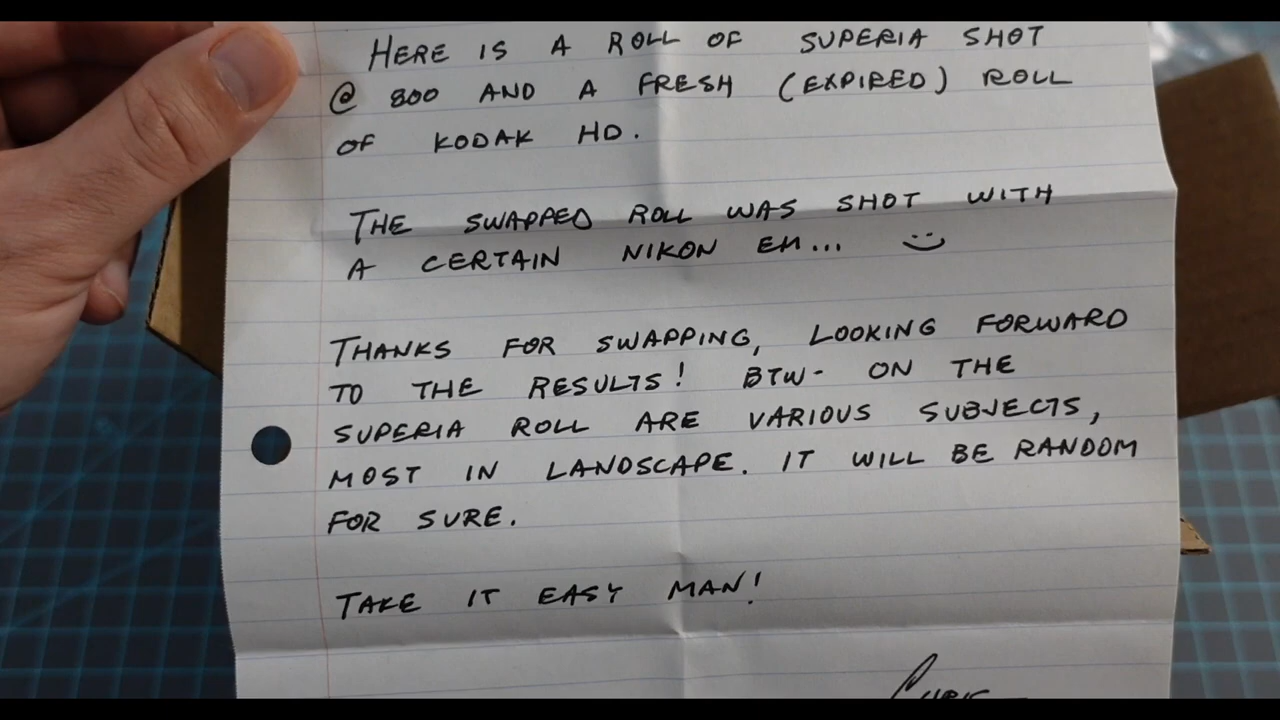 HERE IS A ROLL OF SUPERIA SHOT
@ 800 AND A FRESH (EXPIRED) ROLL
OF KODAK HD.
THE SWAPPED ROLL WAS SHOT WITH
A CERTAIN NIKON EM... :)
THANKS FOR SWAPPING, LOOKING FORWARD
TO THE RESULTS! BTW- ON THE
SUPERIA ROLL ARE VARIOUS SUBJECTS,
MOST IN LANDSCAPE. IT WILL BE RANDOM
FOR SURE.
TAKE IT EASY MAN!